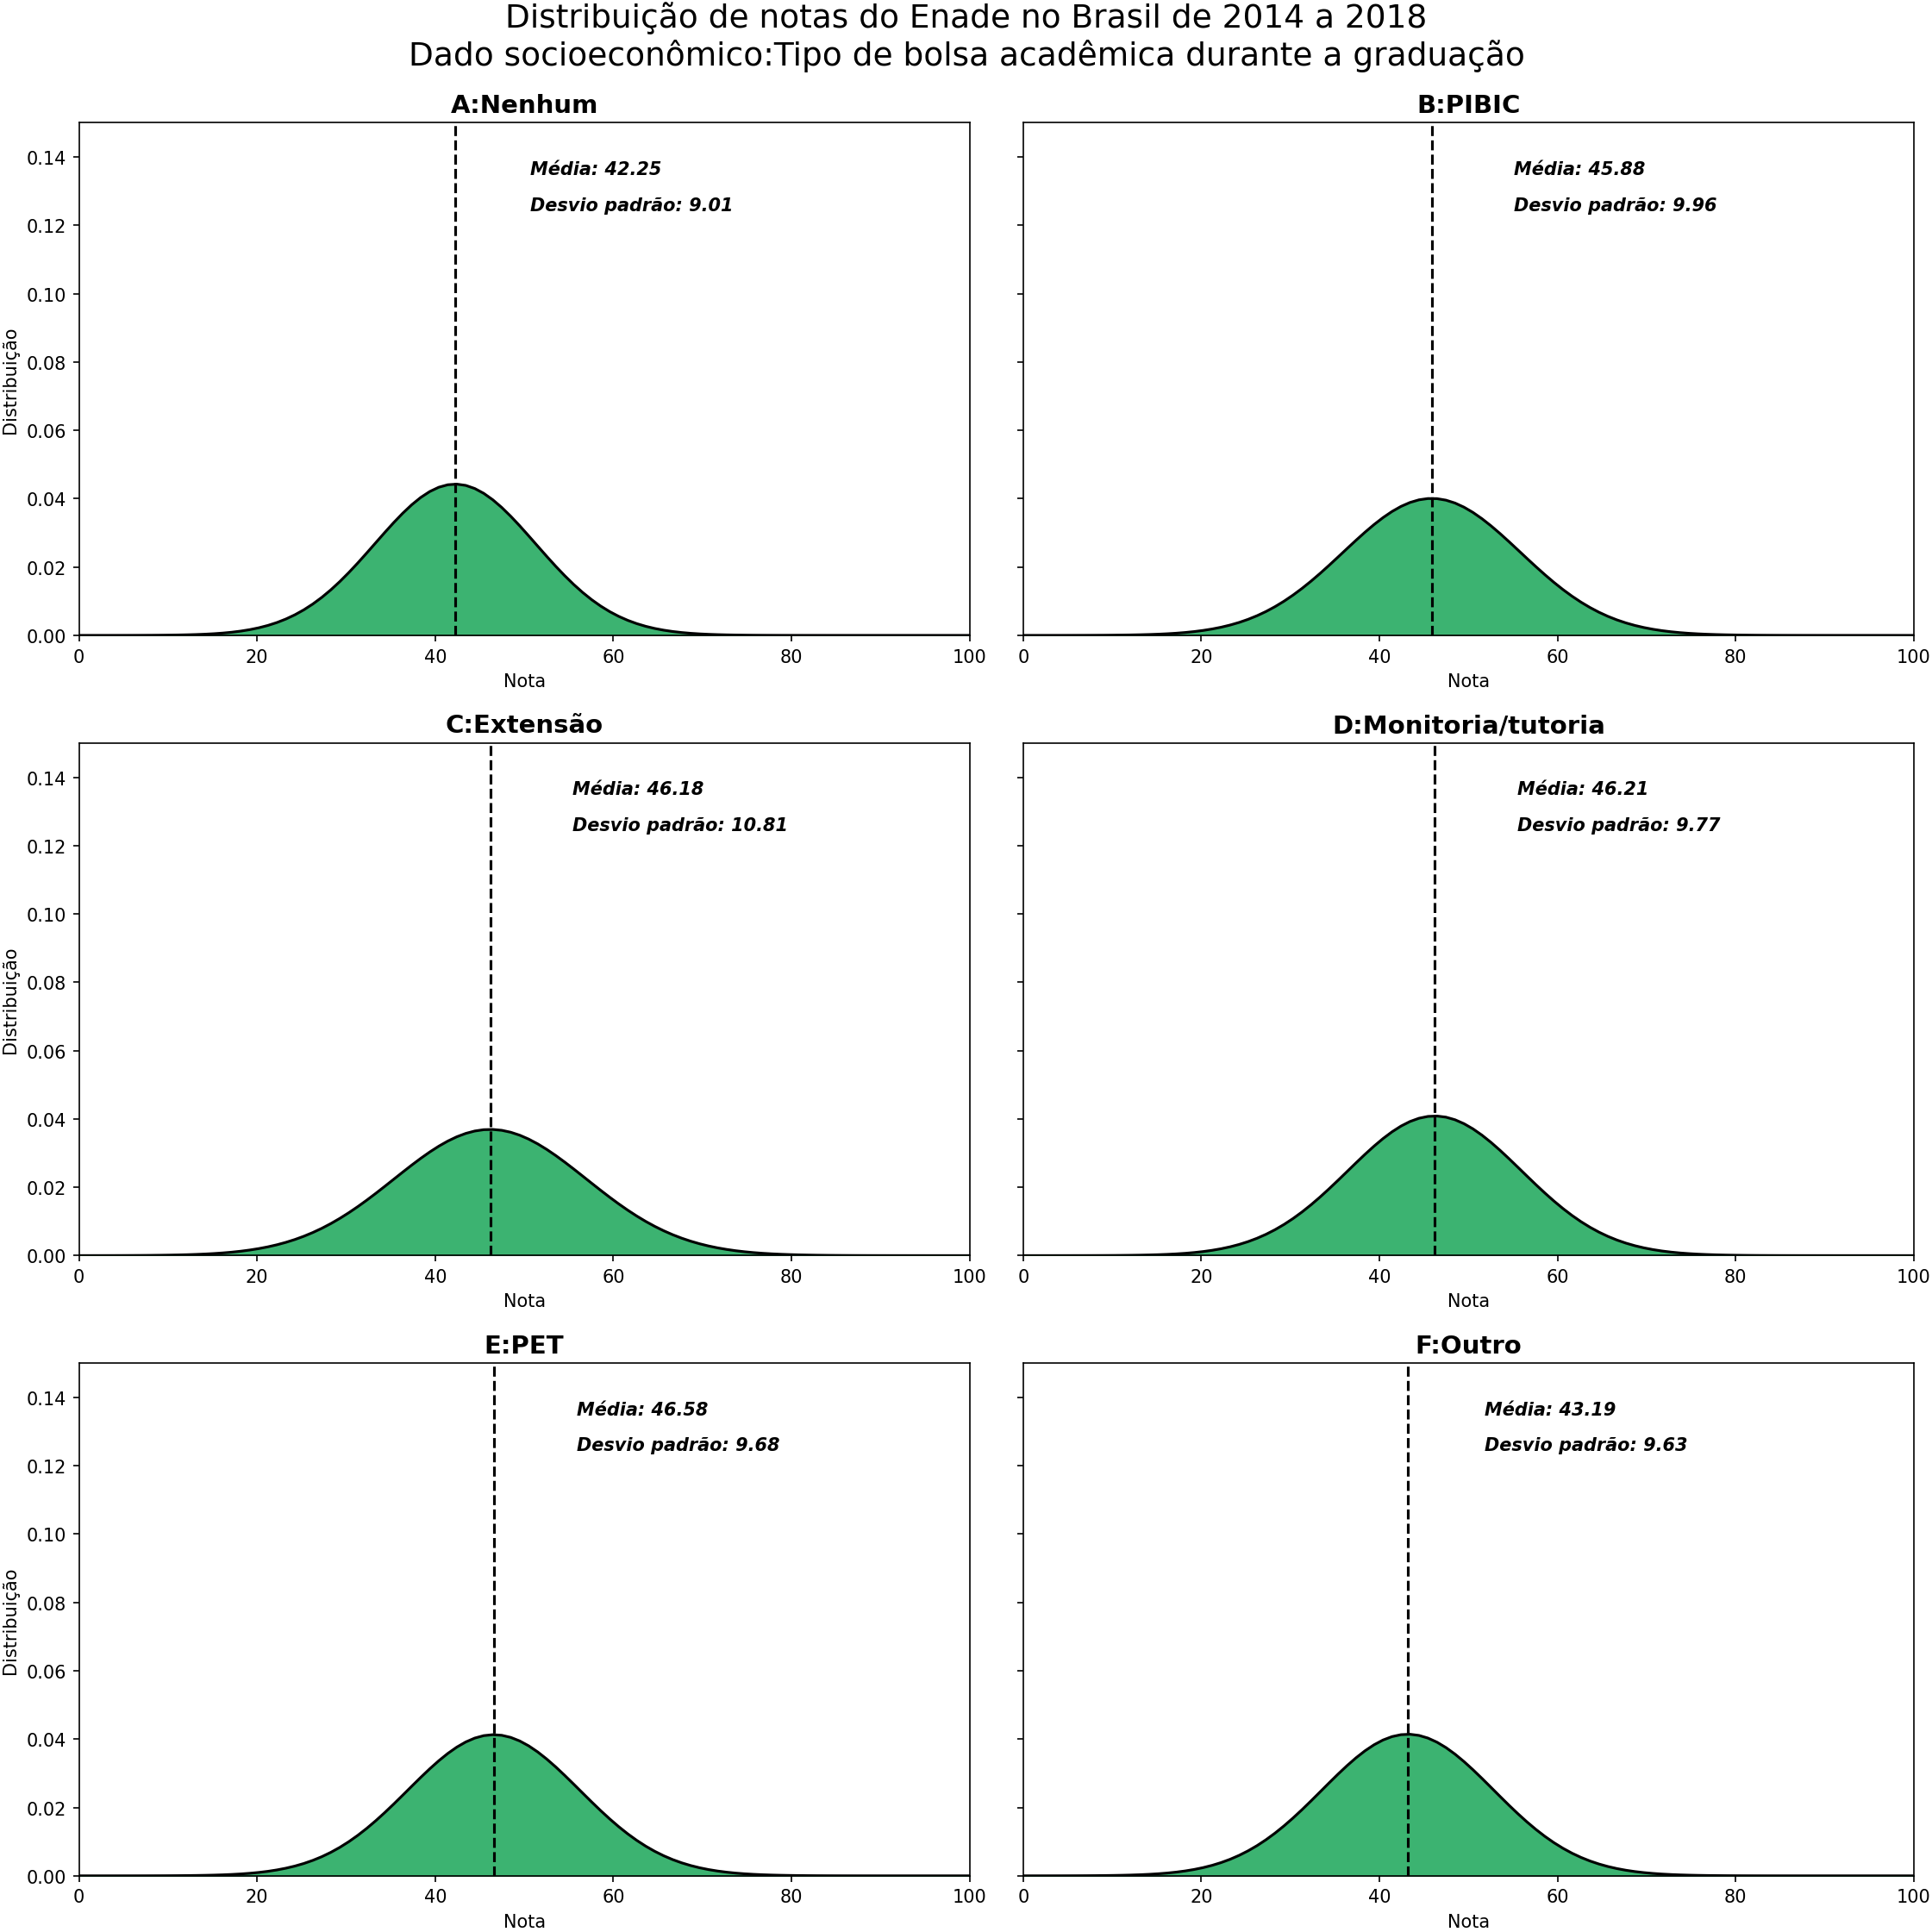 Distribuição de notas do Enade no Brasil de 2014 a 2018
Dado socioeconômico:Tipo de bolsa acadêmica durante a graduação
A:Nenhum
Média: 42.25
Desvio padrão: 9.01
Distribuição
0.14
0.12
0.10
0.08
0.06
0.04
0.02
0.00
0 20 40 60 80 100
Nota
B:PIBIC
Média: 45.88
Desvio padrão: 9.96
0 20 40 60 80 100
Nota
C:Extensão
Média: 46.18
Desvio padrão: 10.81
Distribuição
0.14
0.12
0.10
0.08
0.06
0.04
0.02
0.00
0 20 40 60 80 100
Nota
D:Monitoria/tutoria
Média: 46.21
Desvio padrão: 9.77
0 20 40 60 80 100
Nota
E:PET
Média: 46.58
Desvio padrão: 9.68
Distribuição
0.14
0.12
0.10
0.08
0.06
0.04
0.02
0.00
0 20 40 60 80 100
Nota
F:Outro
Média: 43.19
Desvio padrão: 9.63
0 20 40 60 80 100
Nota